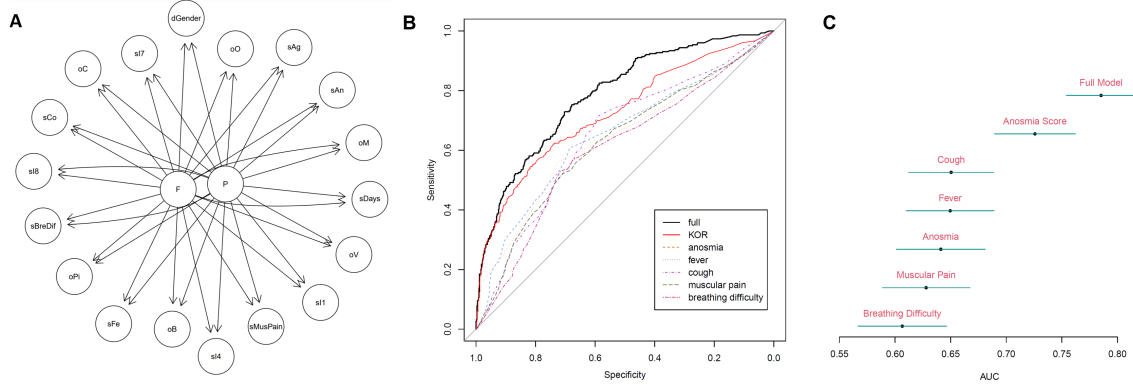 A
dGender
sI7
oO
sAg
oC
sAn
sCo
oM
sI8
F
P
sDays
sBreDif
oV
oPi
sI1
sFe
oB
sMusPain
sI4
B
Sensitivity
1.0
0.8
0.6
0.4
0.2
0.0
full
KOR
anosmia
fever
cough
muscular pain
breathing difficulty
1.0 0.8 0.6 0.4 0.2 0.0
Specificity
C
Full Model
Anosmia Score
Cough
Fever
Anosmia
Muscular Pain
Breathing Difficulty
0.55 0.60 0.65 0.70 0.75 0.80
AUC